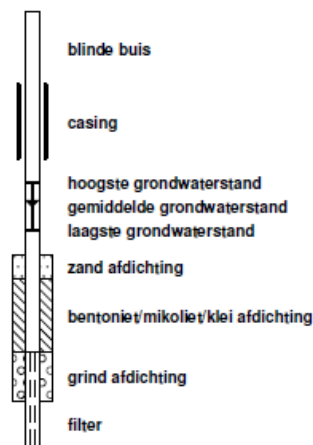 blinde buis
casing
hoogste grondwaterstand
gemiddelde grondwaterstand
laagste grondwaterstand
zand afdichting
bentoniet/mikoliet/klei afdichting
grind afdichting
filter